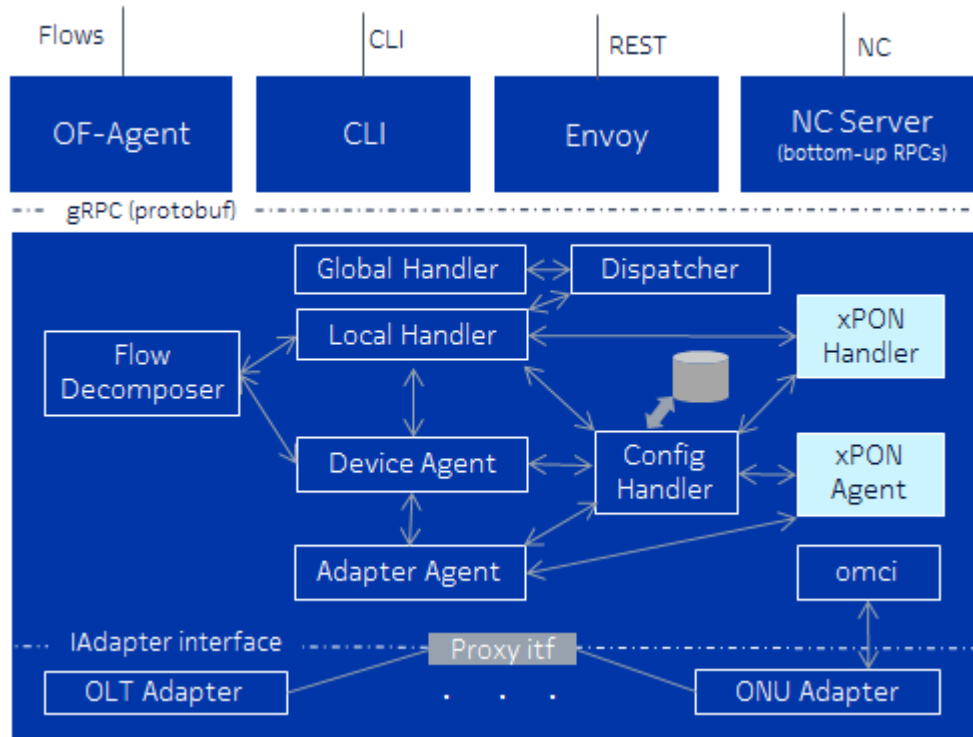 Flows
CLI
REST
NC
OF-Agent
CLI
Envoy
NC Server
(bottom-up RPCs)
gRPC (protobuf)
Global Handler
Dispatcher
Local Handler
xPON
Handler
Flow
Decomposer
Device Agent
Config
Handler
xPON
Agent
Adapter Agent
omci
IAdapter interface
Proxy itf
OLT Adapter
. . .
ONU Adapter